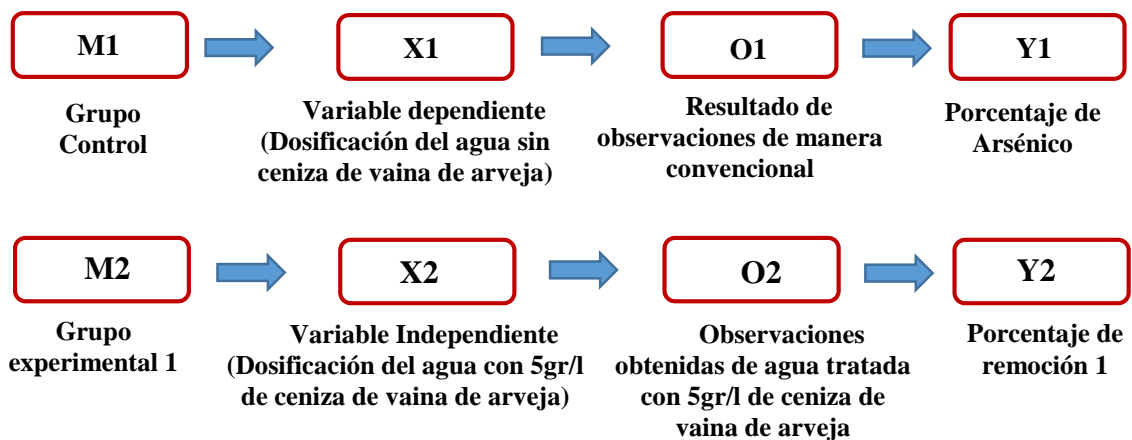 M1
X1
O1
Y1
Grupo
Control
Variable dependiente
(Dosificación del agua sin
ceniza de vaina de arveja)
Resultado de
observaciones de manera
convencional
Porcentaje de
Arsénico
M2
X2
O2
Y2
Grupo
experimental 1
Variable Independiente
(Dosificación del agua con 5gr/l
de ceniza de vaina de arveja)
Observaciones
obtenidas de agua tratada
con 5gr/l de ceniza de
vaina de arveja
Porcentaje de
remoción 1